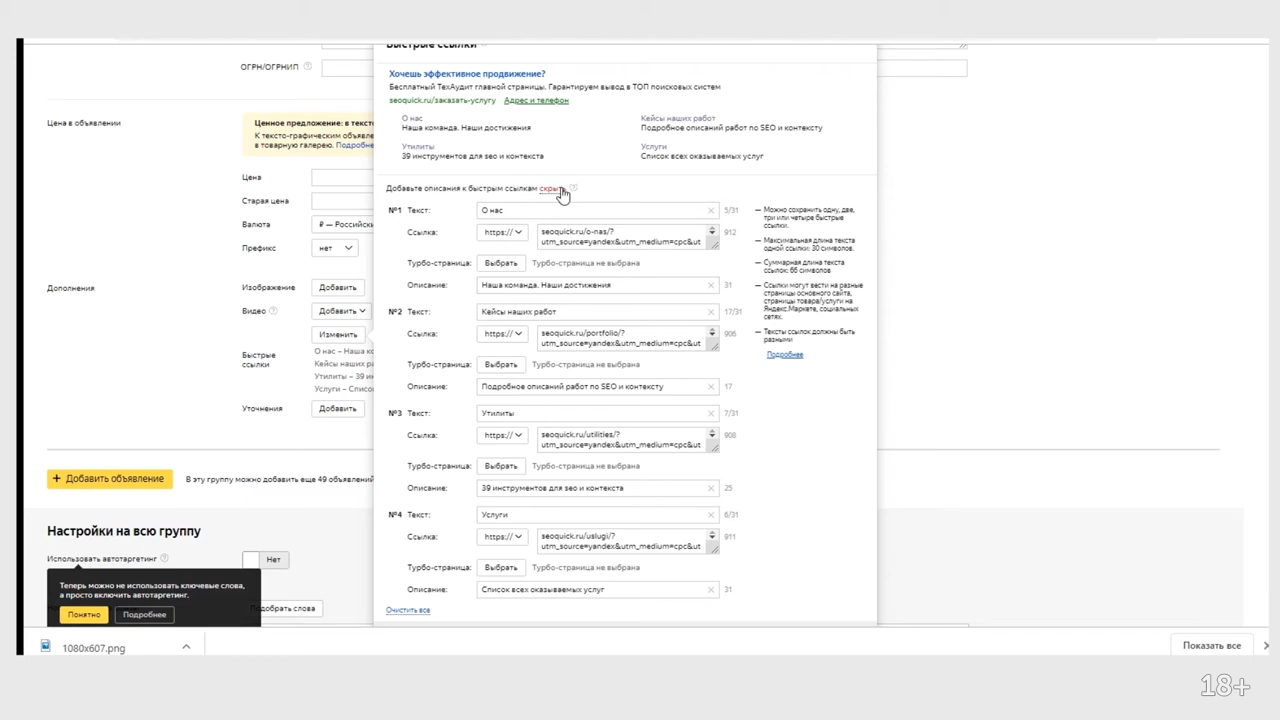 Быстрые ссылки
ОГРН/ОГРНИП
Хочешь эффективное продвижение?
Бесплатный ТехАудит главной страницы. Гарантируем вывод в ТОП поисковых систем
seoquick.ru/заказать-услугу Адрес и телефон
О нас
Наша команда. Наши достижения
Кейсы наших работ
Подробное описаний работ по SEO и контексту
Утилиты
39 инструментов для seo и контекста
Услуги
Список всех оказываемых услуг
Цена в объявлении
Ценное предложение: в тексто
К тексто-графическим объявле
в товарную галерею. Подробне
Цена
Старая цена
Валюта
₽ — Российски
Префикс
нет
Дополнения
Изображение
Добавить
Видео
Добавить
Изменить
Быстрые
ссылки
О нас – Наша ко
Кейсы наших ра
Утилиты – 39 ин
Услуги – Список
Уточнения
Добавить
Добавьте описания к быстрым ссылкам скрыть
№1 Текст: О нас 5/31
Ссылка: https:// seoquick.ru/o-nas/? 912
utm_source=yandex&utm_medium=cpc&ut
Турбо-страница: Выбрать Турбо-страница не выбрана
Описание: Наша команда. Наши достижения 31
№2 Текст: Кейсы наших работ 17/31
Ссылка: https:// seoquick.ru/portfolio/? 906
utm_source=yandex&utm_medium=cpc&ut
Турбо-страница: Выбрать Турбо-страница не выбрана
Описание: Подробное описаний работ по SEO и контексту 17
№3 Текст: Утилиты 7/31
Ссылка: https:// seoquick.ru/utilities/? 908
utm_source=yandex&utm_medium=cpc&ut
Турбо-страница: Выбрать Турбо-страница не выбрана
Описание: 39 инструментов для seo и контекста 25
№4 Текст: Услуги 6/31
Ссылка: https:// seoquick.ru/uslugi/? 911
utm_source=yandex&utm_medium=cpc&ut
Турбо-страница: Выбрать Турбо-страница не выбрана
Описание: Список всех оказываемых услуг 31
Очистить все
— Можно сохранить одну, две,
три или четыре быстрые
ссылки.
— Максимальная длина текста
одной ссылки: 30 символов.
— Суммарная длина текста
ссылок: 66 символов
— Ссылки могут вести на разные
страницы основного сайта,
страницы товара/услуги на
Яндекс.Маркете, социальных
сетях.
— Тексты ссылок должны быть
разными
Подробнее
+ Добавить объявление
В эту группу можно добавить еще 49 объявлений
Настройки на всю группу
Использовать автотаргетинг
Нет
Теперь можно не использовать ключевые слова,
а просто включить автотаргетинг.
Понятно
Подробнее
одобрать слова
1080x607.png
Показать все
18+